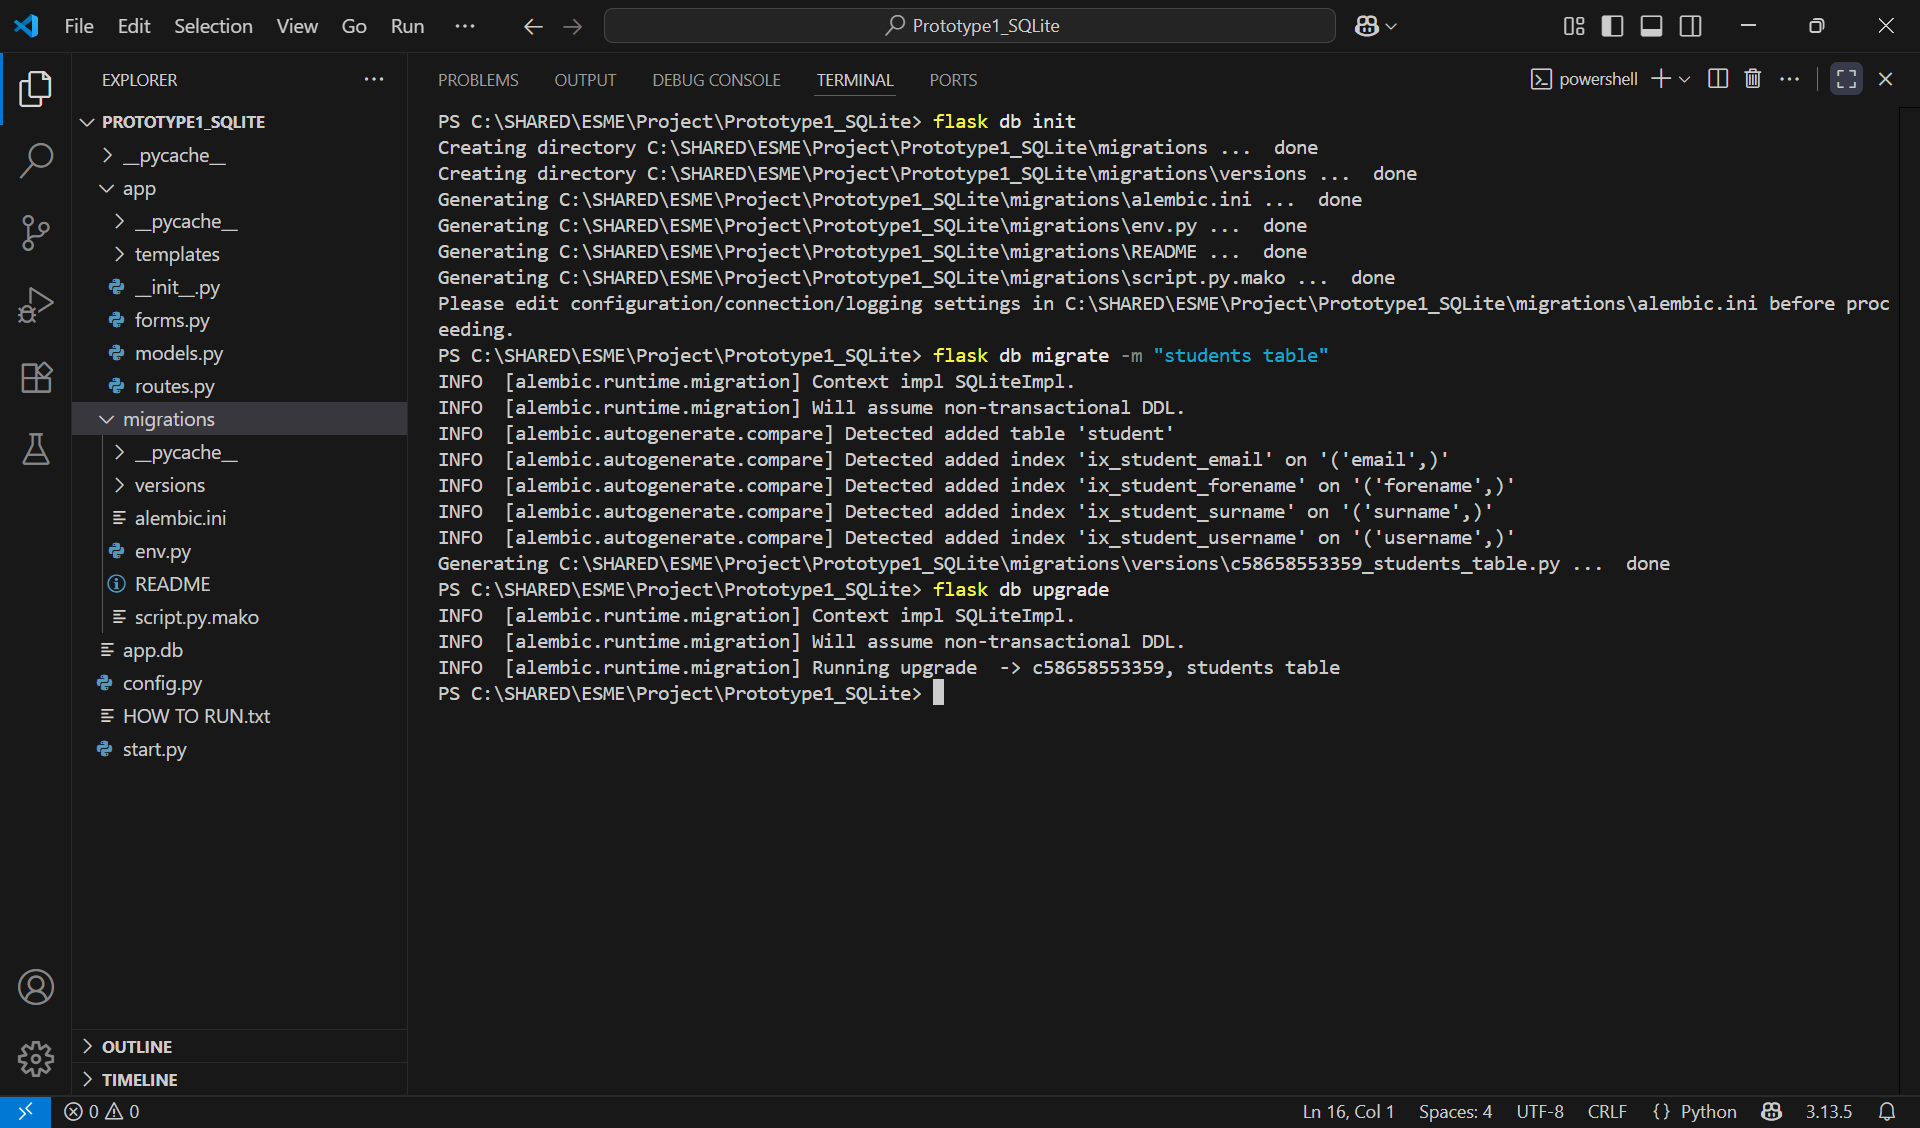 File Edit Selection View Go Run ··· Prototype1_SQLite
EXPLORER
PROTOTYPE1_SQLITE
__pycache__
app
__pycache__
templates
__init__.py
forms.py
models.py
routes.py
migrations
__pycache__
versions
alembic.ini
env.py
README
script.py.mako
app.db
config.py
HOW TO RUN.txt
start.py
OUTLINE
TIMELINE
PROBLEMS OUTPUT DEBUG CONSOLE TERMINAL PORTS powershell
PS C:\SHARED\ESME\Project\Prototype1_SQLite> flask db init
Creating directory C:\SHARED\ESME\Project\Prototype1_SQLite\migrations ...  done
Creating directory C:\SHARED\ESME\Project\Prototype1_SQLite\migrations\versions ...  done
Generating C:\SHARED\ESME\Project\Prototype1_SQLite\migrations\alembic.ini ...  done
Generating C:\SHARED\ESME\Project\Prototype1_SQLite\migrations\env.py ...  done
Generating C:\SHARED\ESME\Project\Prototype1_SQLite\migrations\README ...  done
Generating C:\SHARED\ESME\Project\Prototype1_SQLite\migrations\script.py.mako ...  done
Please edit configuration/connection/logging settings in C:\SHARED\ESME\Project\Prototype1_SQLite\migrations\alembic.ini before proc
eeding.
PS C:\SHARED\ESME\Project\Prototype1_SQLite> flask db migrate -m "students table"
INFO  [alembic.runtime.migration] Context impl SQLiteImpl.
INFO  [alembic.runtime.migration] Will assume non-transactional DDL.
INFO  [alembic.autogenerate.compare] Detected added table 'student'
INFO  [alembic.autogenerate.compare] Detected added index 'ix_student_email' on '('email',)'
INFO  [alembic.autogenerate.compare] Detected added index 'ix_student_forename' on '('forename',)'
INFO  [alembic.autogenerate.compare] Detected added index 'ix_student_surname' on '('surname',)'
INFO  [alembic.autogenerate.compare] Detected added index 'ix_student_username' on '('username',)'
Generating C:\SHARED\ESME\Project\Prototype1_SQLite\migrations\versions\c58658553359_students_table.py ...  done
PS C:\SHARED\ESME\Project\Prototype1_SQLite> flask db upgrade
INFO  [alembic.runtime.migration] Context impl SQLiteImpl.
INFO  [alembic.runtime.migration] Will assume non-transactional DDL.
INFO  [alembic.runtime.migration] Running upgrade  -> c58658553359, students table
PS C:\SHARED\ESME\Project\Prototype1_SQLite>
0 0 Ln 16, Col 1 Spaces: 4 UTF-8 CRLF {} Python 3.13.5